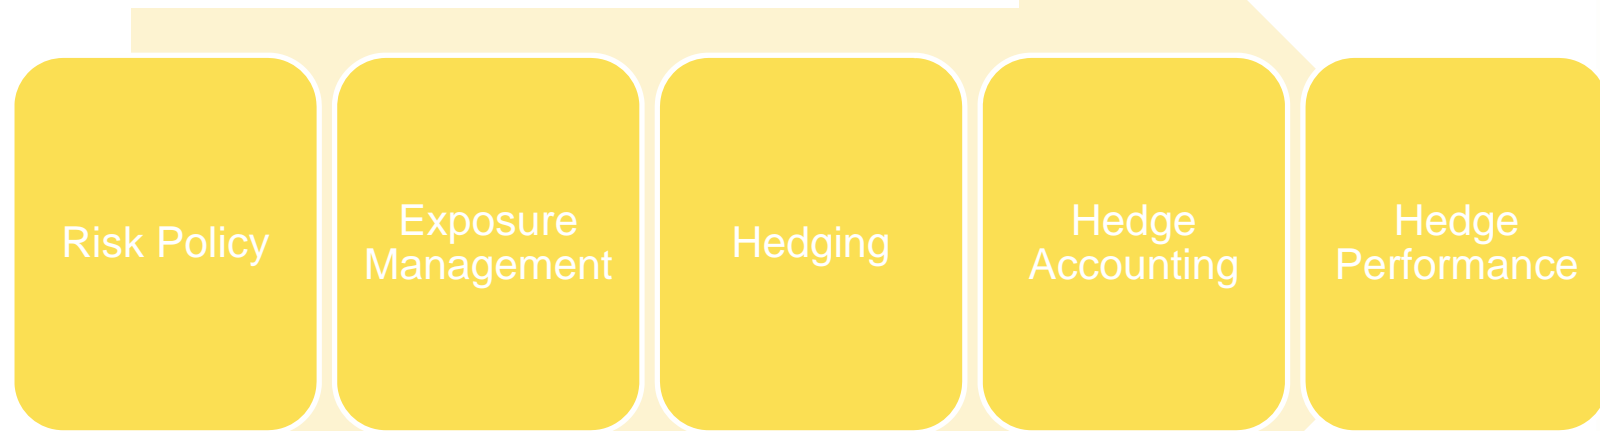 Risk Policy
Exposure
Management
Hedging
Hedge
Accounting
Hedge
Performance